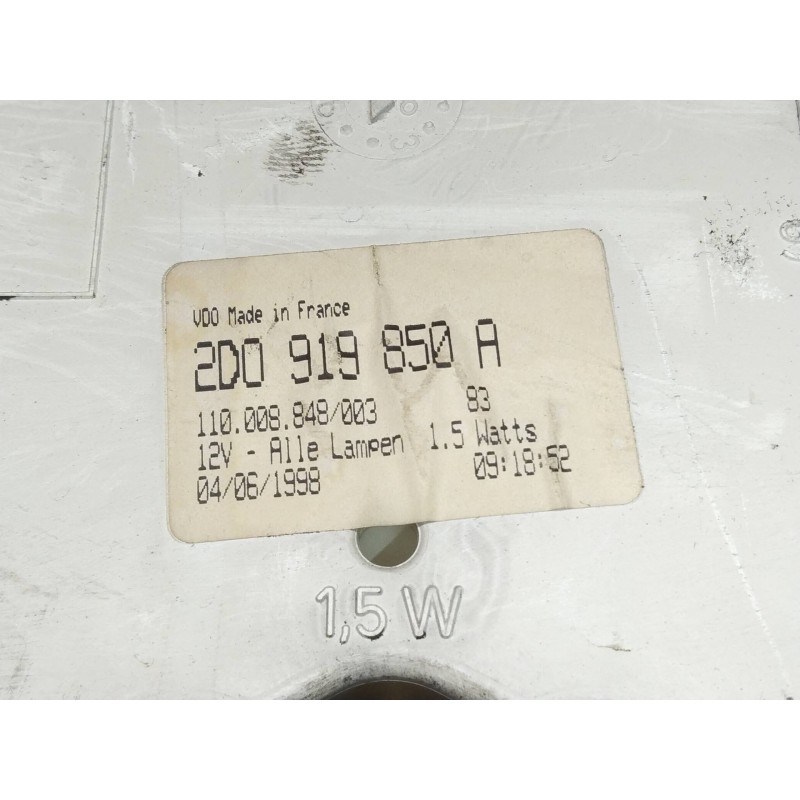 VDO Made in France
2D0 919 850 A
110.008.848/003 83
12V - Alle Lampen 1.5 Watts
04/06/1998 09:18:52
1,5 W